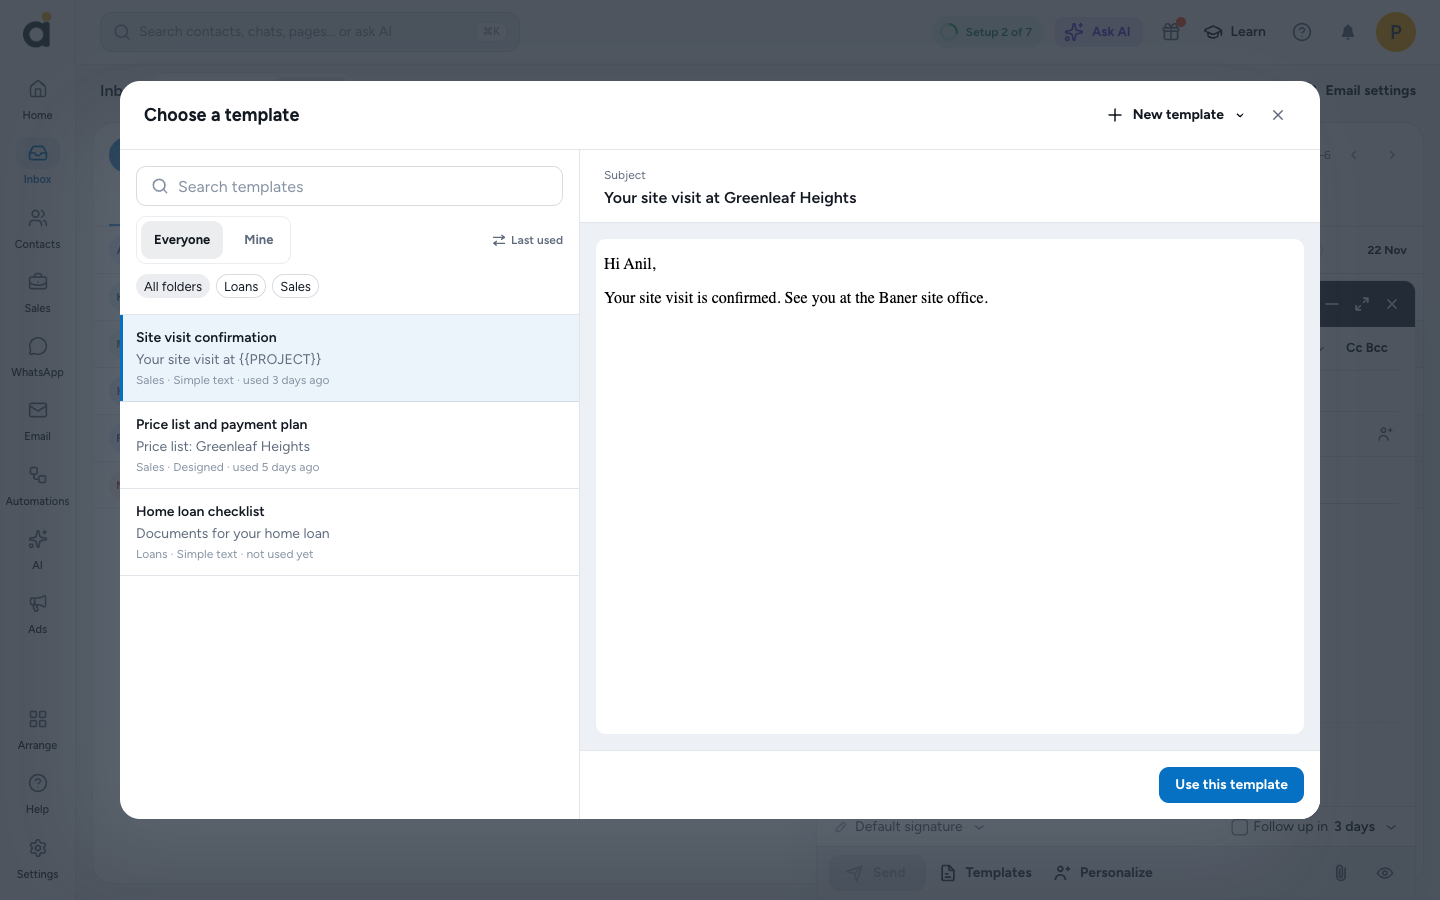 Search contacts, chats, pages... or ask AI
⌘K
Setup 2 of 7
Ask AI
Learn
P
Home
Inbox
Contacts
Sales
WhatsApp
Email
Automations
AI
Ads
Arrange
Help
Settings
Email settings
Choose a template
New template
Search templates
Everyone
Mine
Last used
All folders
Loans
Sales
Site visit confirmation
Your site visit at {{PROJECT}}
Sales · Simple text · used 3 days ago
Price list and payment plan
Price list: Greenleaf Heights
Sales · Designed · used 5 days ago
Home loan checklist
Documents for your home loan
Loans · Simple text · not used yet
Subject
Your site visit at Greenleaf Heights
Hi Anil,
Your site visit is confirmed. See you at the Baner site office.
Use this template
22 Nov
Cc Bcc
Default signature
Follow up in 3 days
Send
Templates
Personalize